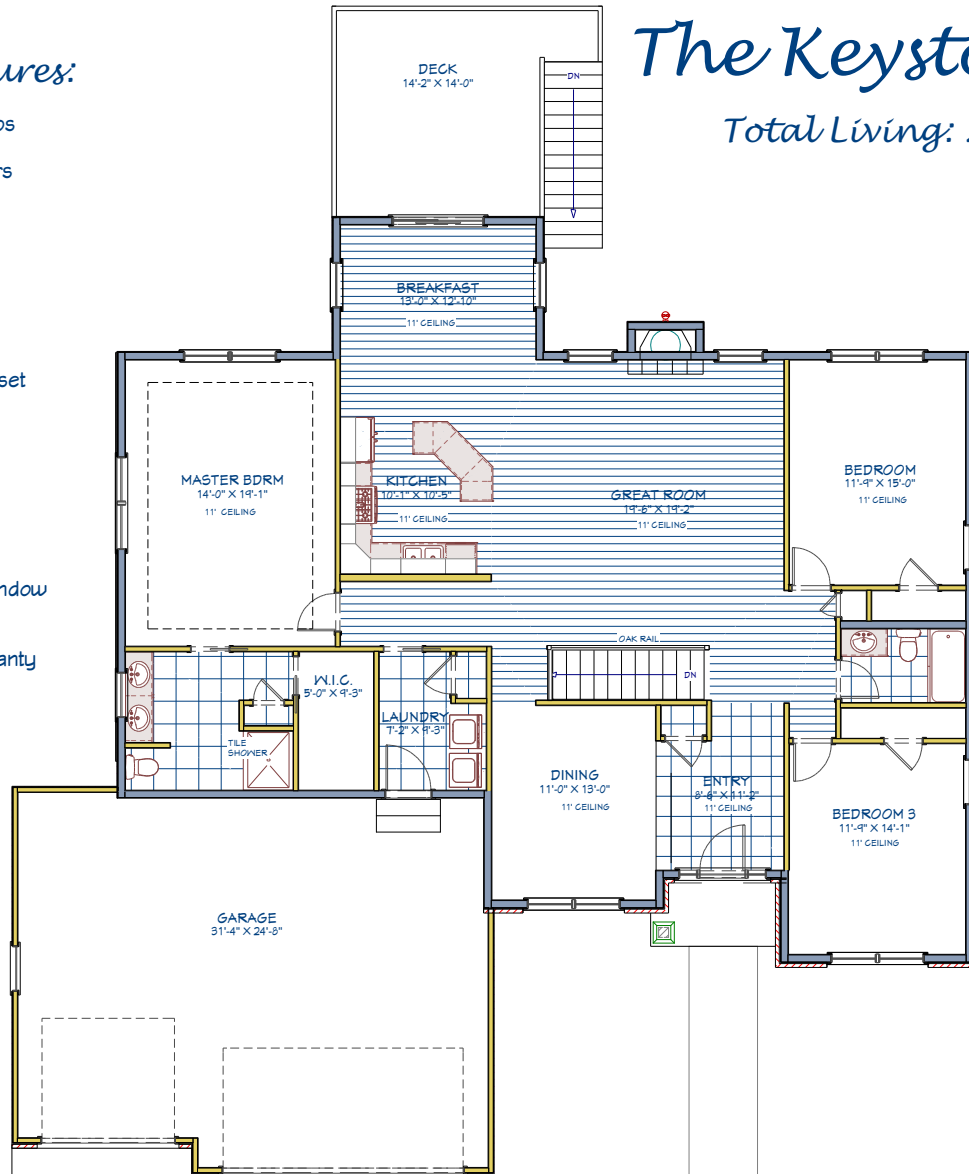 The Keysto
ures:
DECK
14'-2" X 14'-0"
DN
os
Total Living:
rs
BREAKFAST
13'-0" X 12'-10"
11' CEILING
set
MASTER BDRM
14'-0" X 19'-1"
11' CEILING
KITCHEN
10'-1" X 10'-5"
11' CEILING
GREAT ROOM
19'-6" X 19'-2"
11' CEILING
BEDROOM
11'-9" X 15'-0"
11' CEILING
ndow
OAK RAIL
anty
DN
W.I.C.
5'-0" X 9'-3"
LAUNDRY
7'-2" X 9'-3"
TILE
SHOWER
DINING
11'-0" X 13'-0"
11' CEILING
ENTRY
8'-6" X 11'-2"
11' CEILING
BEDROOM 3
11'-9" X 14'-1"
11' CEILING
GARAGE
31'-4" X 24'-8"